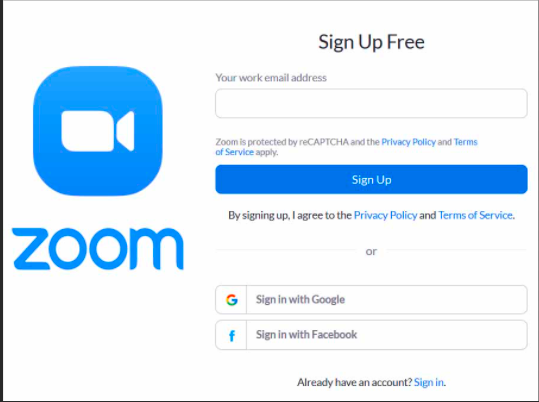 Sign Up Free
Your work email address
Zoom is protected by reCAPTCHA and the Privacy Policy and Terms
of Service apply.
Sign Up
zoom
By signing up, I agree to the Privacy Policy and Terms of Service.
or
Sign in with Google
Sign in with Facebook
Already have an account? Sign in.